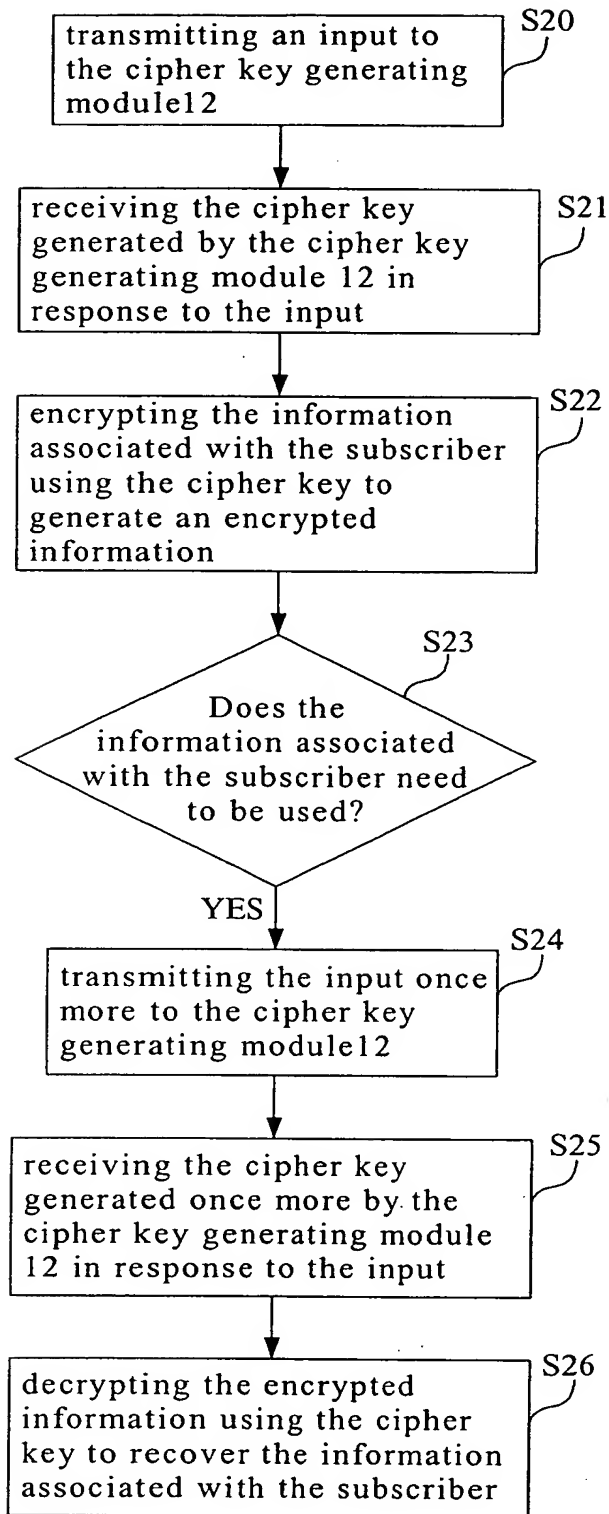 S20
transmitting an input to
the cipher key generating
module12
S21
receiving the cipher key
generated by the cipher key
generating module 12 in
response to the input
S22
encrypting the information
associated with the subscriber
using the cipher key to
generate an encrypted
information
S23
Does the
information associated
with the subscriber need
to be used?
YES
S24
transmitting the input once
more to the cipher key
generating module12
S25
receiving the cipher key
generated once more by the
cipher key generating module
12 in response to the input
S26
decrypting the encrypted
information using the cipher
key to recover the information
associated with the subscriber